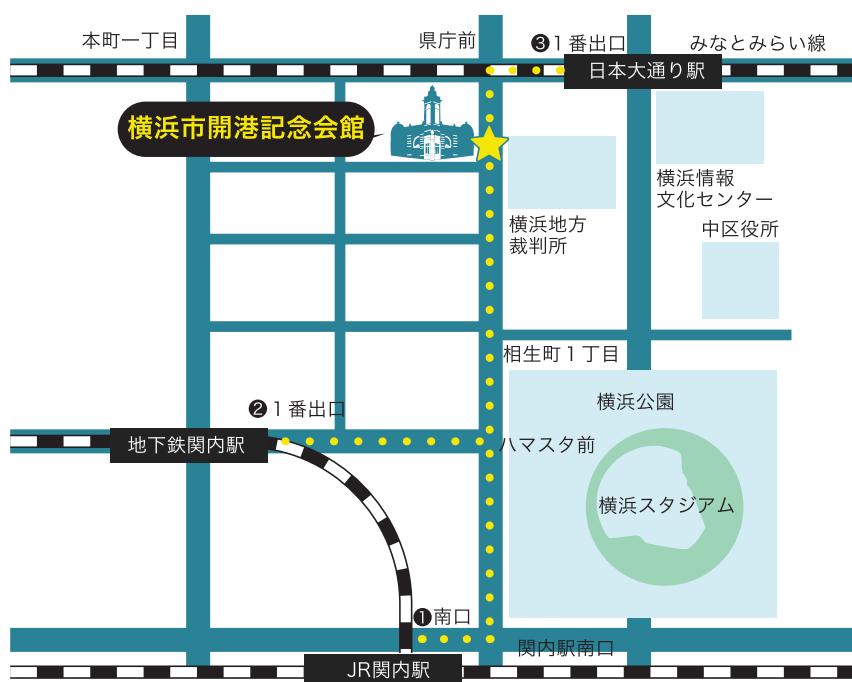 本町一丁目
県庁前
❸1番出口
みなとみらい線
日本大通り駅
横浜市開港記念会館
横浜地方
裁判所
横浜情報
文化センター
中区役所
相生町1丁目
横浜公園
❷1番出口
地下鉄関内駅
ハマスタ前
横浜スタジアム
❶南口
関内駅南口
JR関内駅